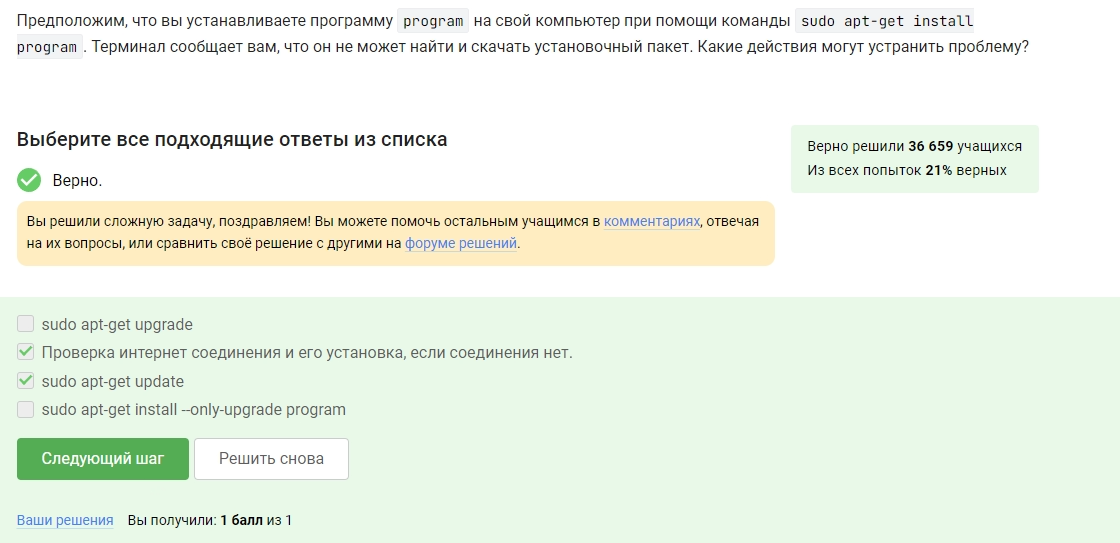 Предположим, что вы устанавливаете программу program на свой компьютер при помощи команды sudo apt-get install
program . Терминал сообщает вам, что он не может найти и скачать установочный пакет. Какие действия могут устранить проблему?
Выберите все подходящие ответы из списка
Верно.
Вы решили сложную задачу, поздравляем! Вы можете помочь остальным учащимся в комментариях, отвечая
на их вопросы, или сравнить своё решение с другими на форуме решений.
Верно решили 36 659 учащихся
Из всех попыток 21% верных
sudo apt-get upgrade
Проверка интернет соединения и его установка, если соединения нет.
sudo apt-get update
sudo apt-get install --only-upgrade program
Следующий шаг
Решить снова
Ваши решения Вы получили: 1 балл из 1